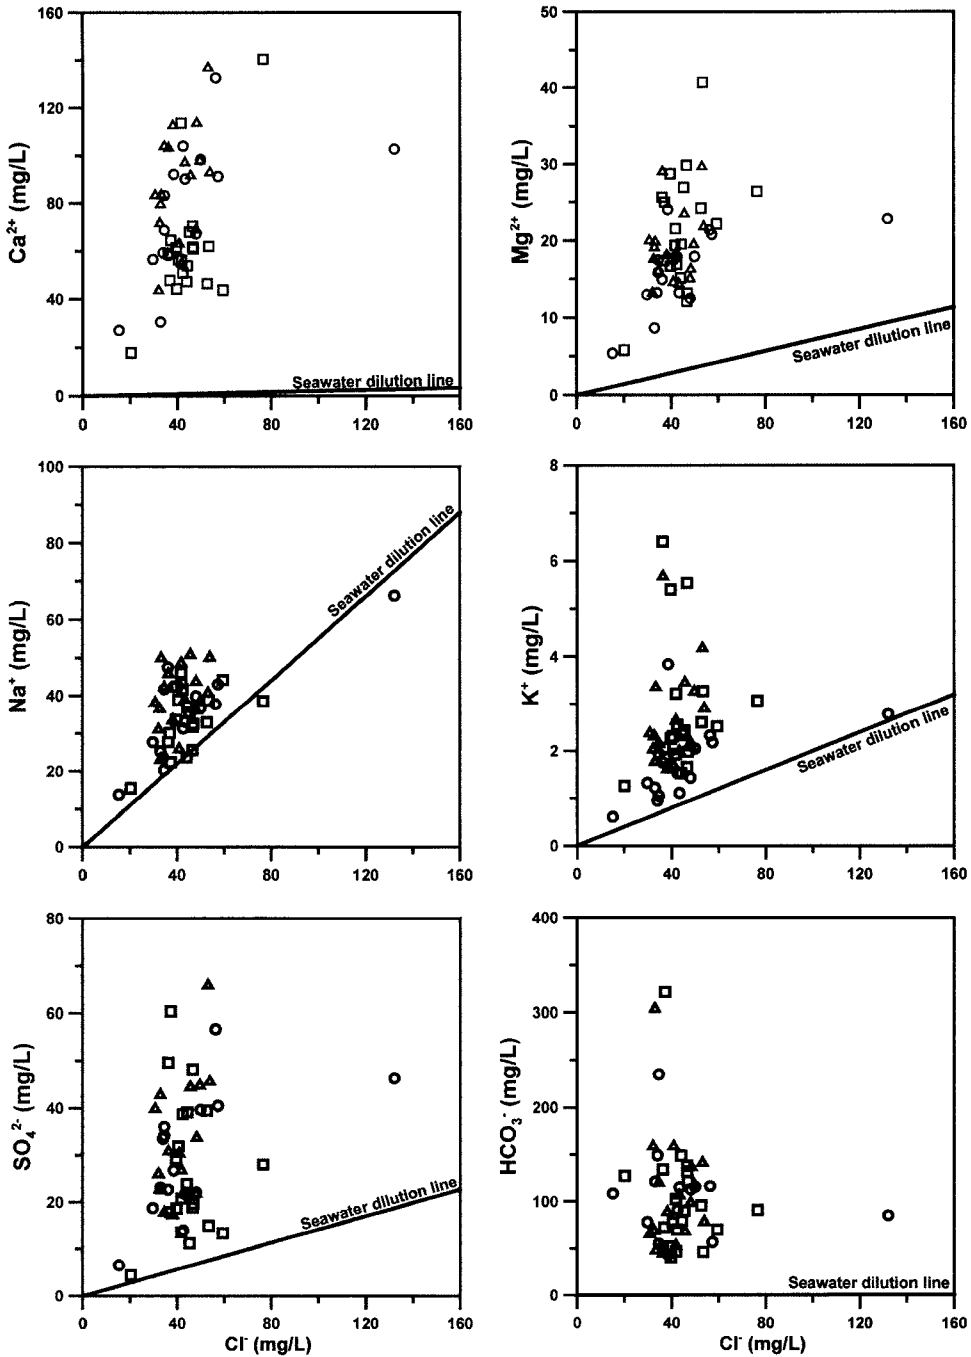 160
120
80
40
0
Ca²⁺ (mg/L)
Seawater dilution line
0 40 80 120 160
50
40
30
20
10
0
Mg²⁺ (mg/L)
Seawater dilution line
0 40 80 120 160
100
80
60
40
20
0
Na⁺ (mg/L)
Seawater dilution line
0 40 80 120 160
8
6
4
2
0
K⁺ (mg/L)
Seawater dilution line
0 40 80 120 160
80
60
40
20
0
SO₄²⁻ (mg/L)
Seawater dilution line
0 40 80 120 160
Cl⁻ (mg/L)
400
300
200
100
0
HCO₃⁻ (mg/L)
Seawater dilution line
0 40 80 120 160
Cl⁻ (mg/L)